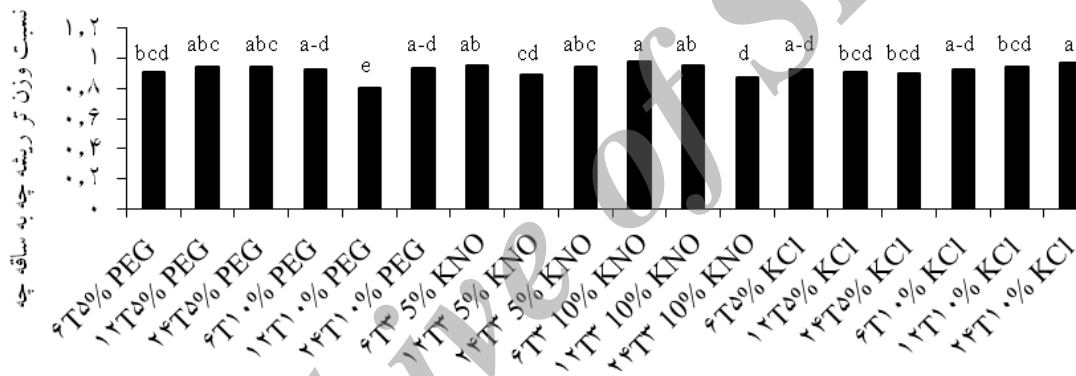 نسبت وزن تر ریشه چه به ساقه چه
۱.۲
۱
۰.۸
۰.۶
۰.۴
۰.۲
۰
bcd abc abc a-d e a-d ab cd abc a ab d a-d bcd bcd a-d bcd a
۶T۵% PEG
۱۲T۵% PEG
۲۴T۵% PEG
۶T۱۰% PEG
۱۲T۱۰% PEG
۲۴T۱۰% PEG
۶T۳ 5% KNO
۱۲T۳ 5% KNO
۲۴T۳ 5% KNO
۶T۳ 10% KNO
۱۲T۳ 10% KNO
۲۴T۳ 10% KNO
۶T۵% KCl
۱۲T۵% KCl
۲۴T۵% KCl
۶T۱۰% KCl
۱۲T۱۰% KCl
۲۴T۱۰% KCl
ive of S